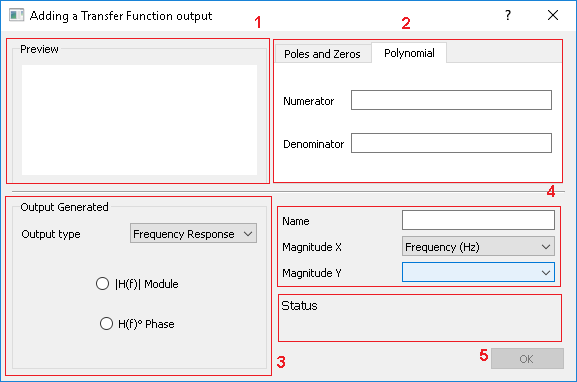 Adding a Transfer Function output
?
1
2
Preview
Poles and Zeros
Polynomial
Numerator
Denominator
4
Output Generated
Output type
Frequency Response
|H(f)| Module
H(f)º Phase
3
Name
Magnitude X
Frequency (Hz)
Magnitude Y
Status
5
OK